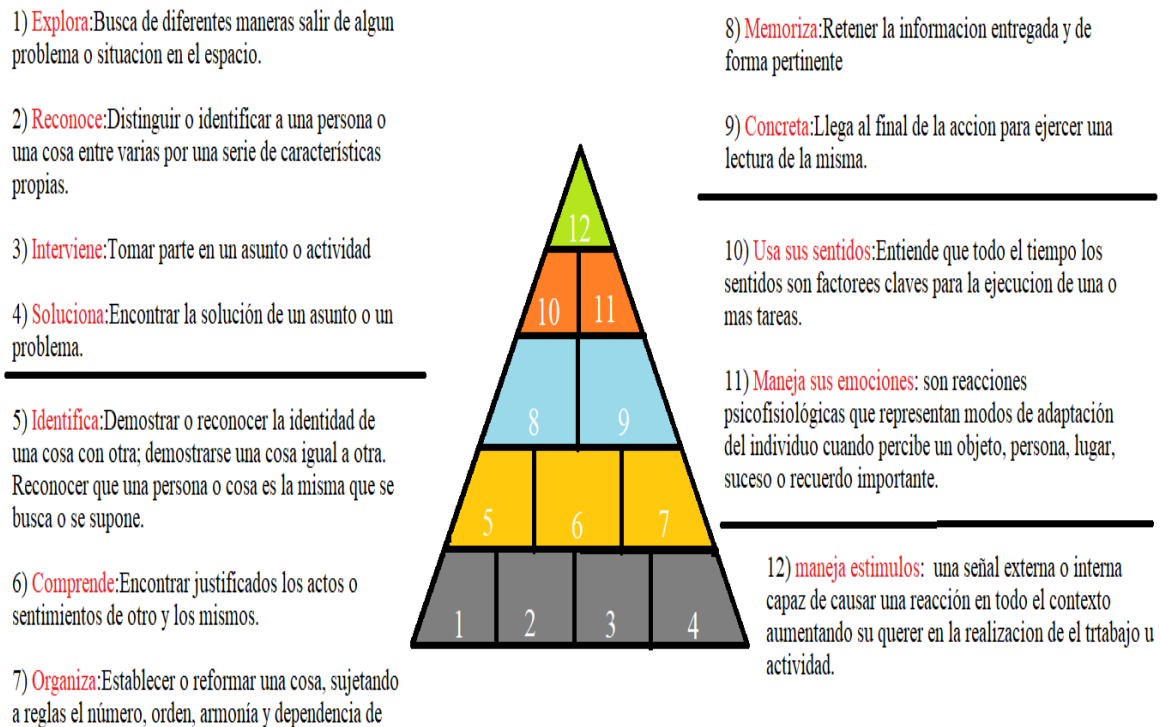 1) Explora:Busca de diferentes maneras salir de algun
problema o situacion en el espacio.
2) Reconoce:Distinguir o identificar a una persona o
una cosa entre varias por una serie de características
propias.
3) Interviene:Tomar parte en un asunto o actividad
4) Soluciona:Encontrar la solución de un asunto o un
problema.
5) Identifica:Demostrar o reconocer la identidad de
una cosa con otra; demostrarse una cosa igual a otra.
Reconocer que una persona o cosa es la misma que se
busca o se supone.
6) Comprende:Encontrar justificados los actos o
sentimientos de otro y los mismos.
7) Organiza:Establecer o reformar una cosa, sujetando
a reglas el número, orden, armonía y dependencia de
12
10 11
8 9
5 6 7
1 2 3 4
8) Memoriza:Retener la informacion entregada y de
forma pertinente
9) Concreta:Llega al final de la accion para ejercer una
lectura de la misma.
10) Usa sus sentidos:Entiende que todo el tiempo los
sentidos son factorees claves para la ejecucion de una o
mas tareas.
11) Maneja sus emociones: son reacciones
psicofisiológicas que representan modos de adaptación
del individuo cuando percibe un objeto, persona, lugar,
suceso o recuerdo importante.
12) maneja estimulos: una señal externa o interna
capaz de causar una reacción en todo el contexto
aumentando su querer en la realizacion de el trtabajo u
actividad.